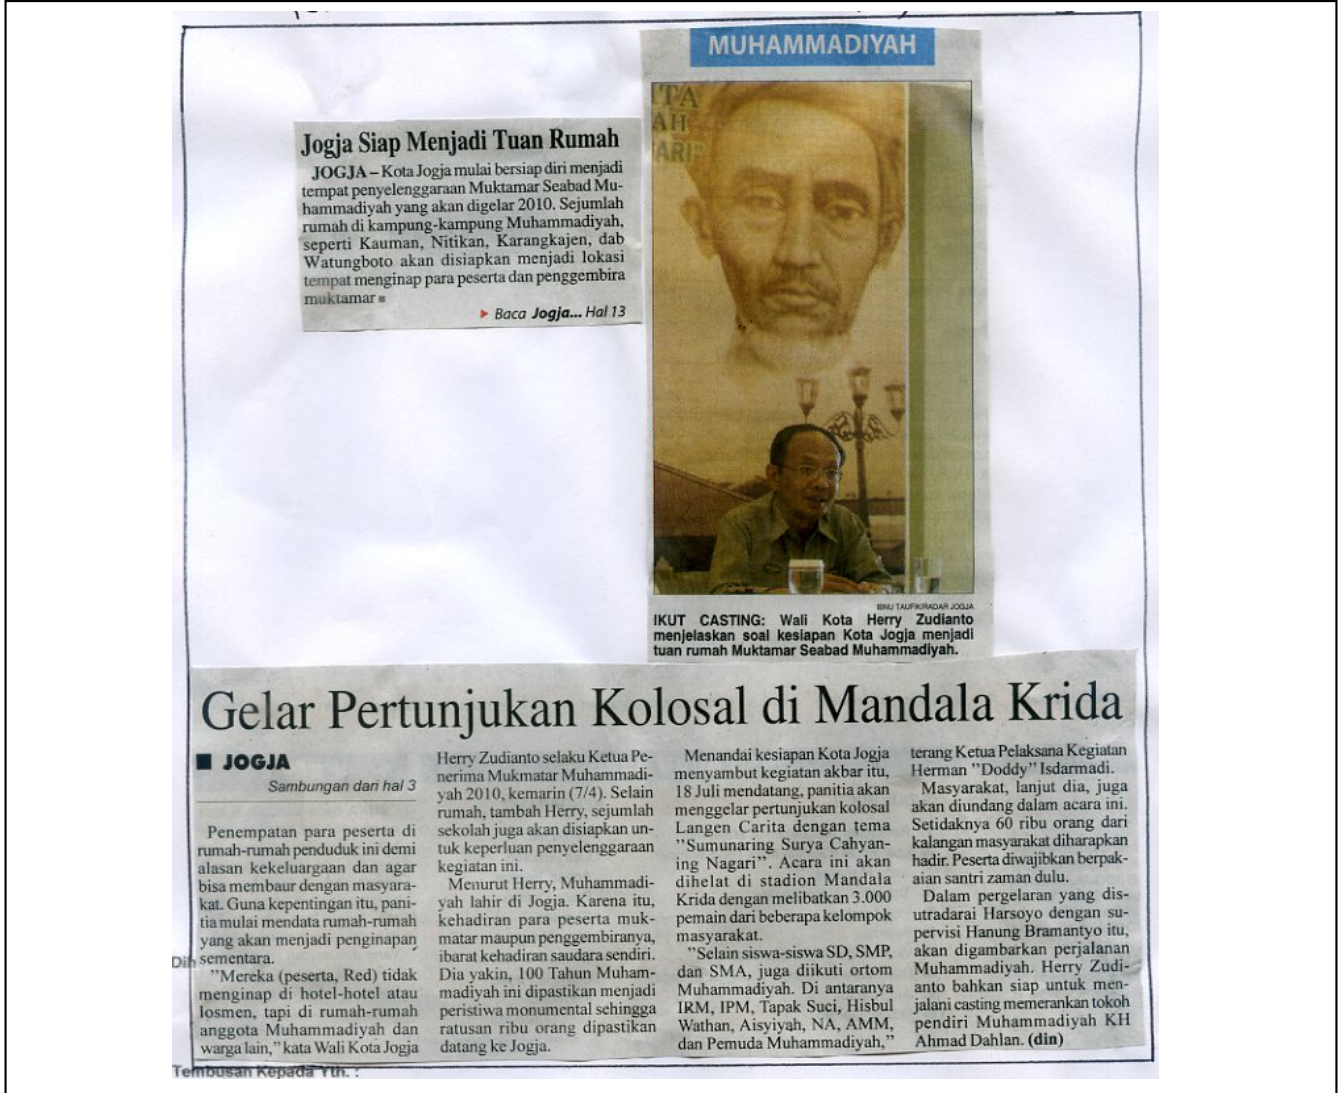 MUHAMMADIYAH
Jogja Siap Menjadi Tuan Rumah
JOGJA – Kota Jogja mulai bersiap diri menjadi
tempat penyelenggaraan Muktamar Seabad Mu-
hammadiyah yang akan digelar 2010. Sejumlah
rumah di kampung-kampung Muhammadiyah,
seperti Kauman, Nitikan, Karangkajen, dab
Watungboto akan disiapkan menjadi lokasi
tempat menginap para peserta dan penggembira
muktamar
Baca Jogja... Hal 13
ITA
AH
ARIF
IBNU TAUFIK/RADAR JOGJA
IKUT CASTING: Wali Kota Herry Zudianto
menjelaskan soal kesiapan Kota Jogja menjadi
tuan rumah Muktamar Seabad Muhammadiyah.
Gelar Pertunjukan Kolosal di Mandala Krida
■ JOGJA
Sambungan dari hal 3
Penempatan para peserta di
rumah-rumah penduduk ini demi
alasan kekeluargaan dan agar
bisa membaur dengan masyara-
kat. Guna kepentingan itu, pani-
tia mulai mendata rumah-rumah
yang akan menjadi penginapan
sementara.
"Mereka (peserta, Red) tidak
menginap di hotel-hotel atau
losmen, tapi di rumah-rumah
anggota Muhammadiyah dan
warga lain," kata Wali Kota Jogja
Herry Zudianto selaku Ketua Pe-
nerima Mukmatar Muhammadi-
yah 2010, kemarin (7/4). Selain
rumah, tambah Herry, sejumlah
sekolah juga akan disiapkan un-
tuk keperluan penyelenggaraan
kegiatan ini.
Menurut Herry, Muhammadi-
yah lahir di Jogja. Karena itu,
kehadiran para peserta muk-
matar maupun penggembiranya,
ibarat kehadiran saudara sendiri.
Dia yakin, 100 Tahun Muham-
madiyah ini dipastikan menjadi
peristiwa monumental sehingga
ratusan ribu orang dipastikan
datang ke Jogja.
Menandai kesiapan Kota Jogja
menyambut kegiatan akbar itu,
18 Juli mendatang, panitia akan
menggelar pertunjukan kolosal
Langen Carita dengan tema
"Sumunaring Surya Cahyan-
ing Nagari". Acara ini akan
dihelat di stadion Mandala
Krida dengan melibatkan 3.000
pemain dari beberapa kelompok
masyarakat.
"Selain siswa-siswa SD, SMP,
dan SMA, juga diikuti ortom
Muhammadiyah. Di antaranya
IRM, IPM, Tapak Suci, Hisbul
Wathan, Aisyiyah, NA, AMM,
dan Pemuda Muhammadiyah,"
terang Ketua Pelaksana Kegiatan
Herman "Doddy" Isdarmadi.
Masyarakat, lanjut dia, juga
akan diundang dalam acara ini.
Setidaknya 60 ribu orang dari
kalangan masyarakat diharapkan
hadir. Peserta diwajibkan berpak-
aian santri zaman dulu.
Dalam pergelaran yang dis-
utradarai Harsoyo dengan su-
pervisi Hanung Bramantyo itu,
akan digambarkan perjalanan
Muhammadiyah. Herry Zudi-
anto bahkan siap untuk men-
jalani casting memerankan tokoh
pendiri Muhammadiyah KH
Ahmad Dahlan. (din)
Dih
Tembusan Kepada Yth. :